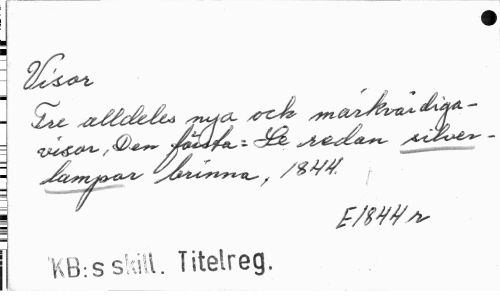 Visor
Tre alldeles nya och märkvärdiga-
visor, Den första = Se redan silver-
lampor brinna, 1844.
E1844 r
KB:s skill. Titelreg.